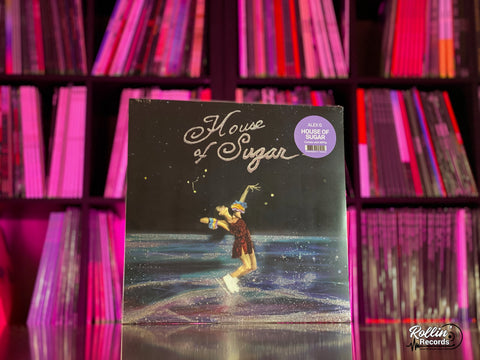 House
of Sugar
ALEX G
HOUSE OF
SUGAR
Rollin'
Records